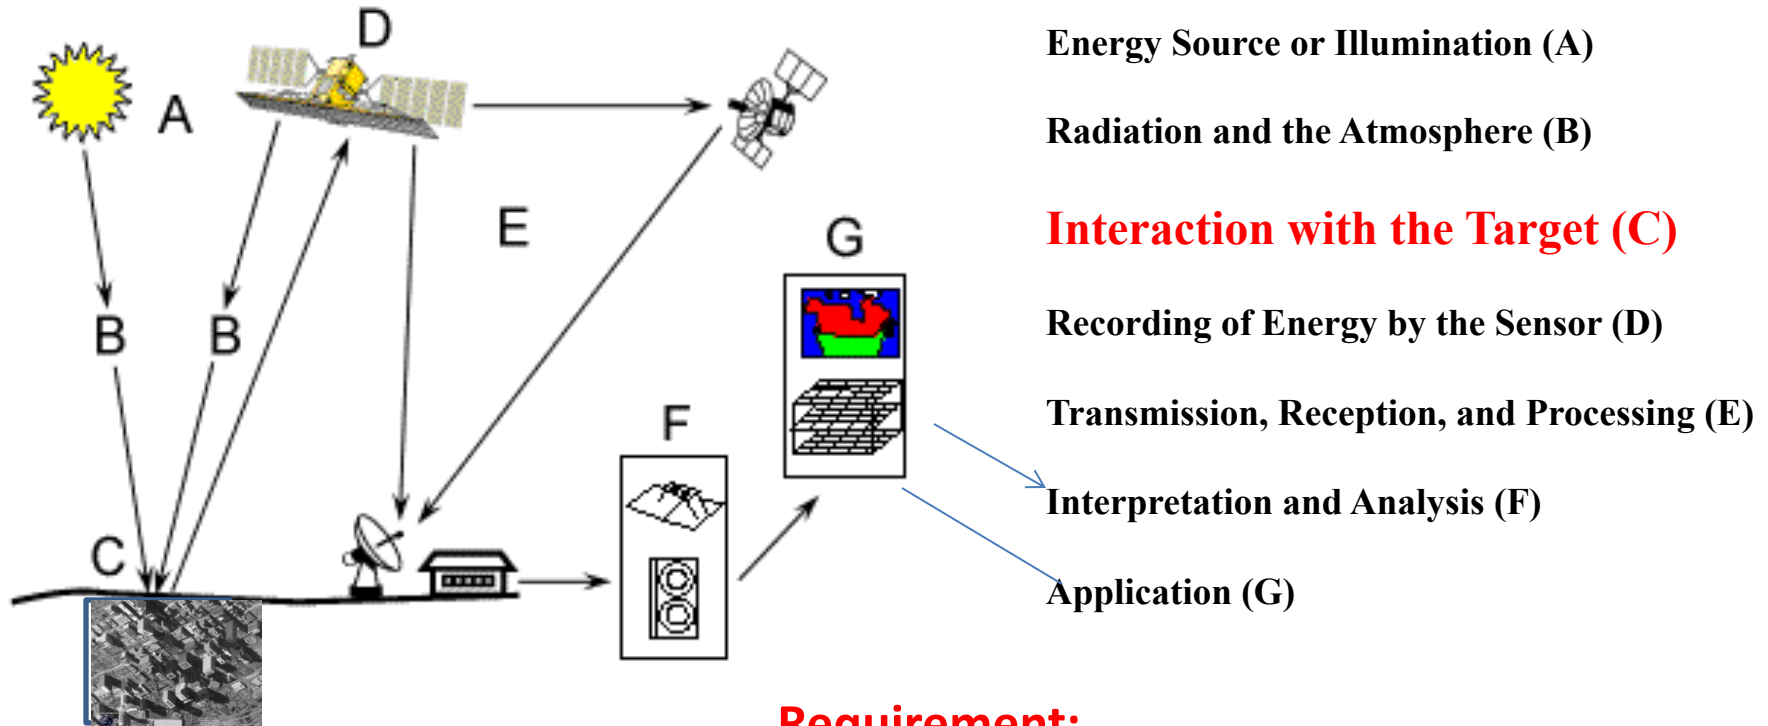 D
A
E
G
B
B
F
C
Energy Source or Illumination (A)
Radiation and the Atmosphere (B)
Interaction with the Target (C)
Recording of Energy by the Sensor (D)
Transmission, Reception, and Processing (E)
Interpretation and Analysis (F)
Application (G)
Requirement: